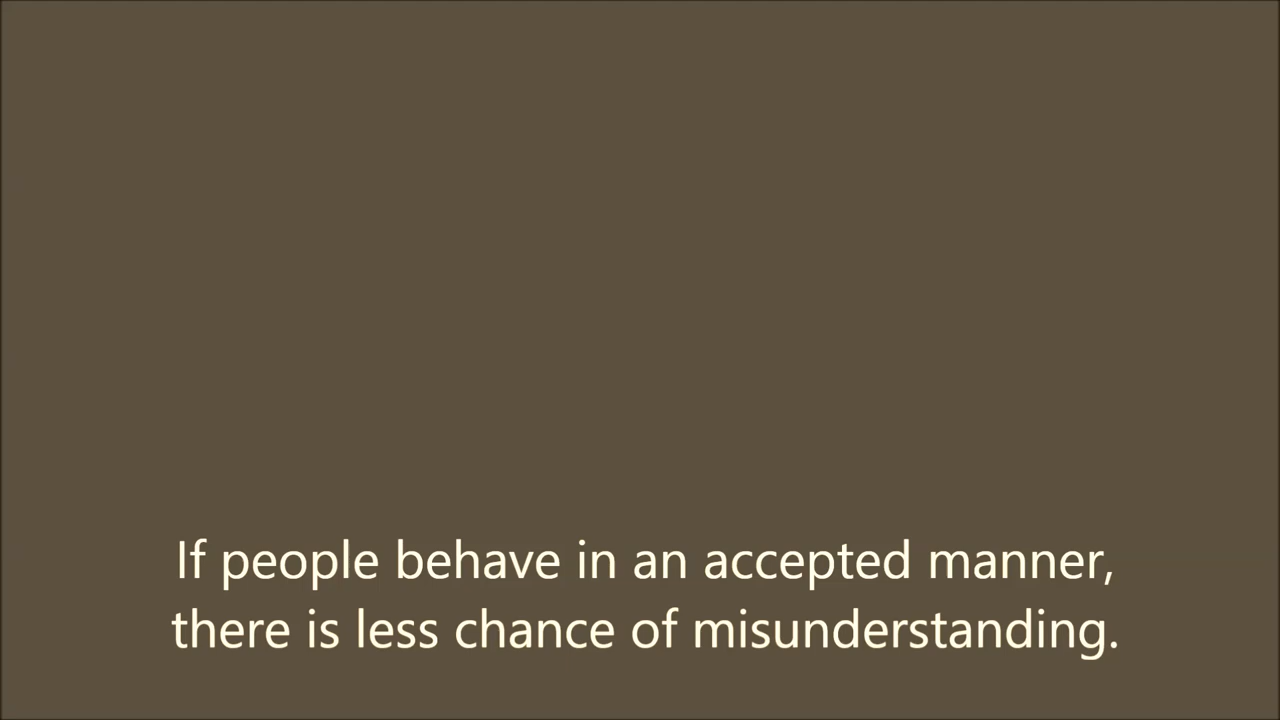 If people behave in an accepted manner,
there is less chance of misunderstanding.